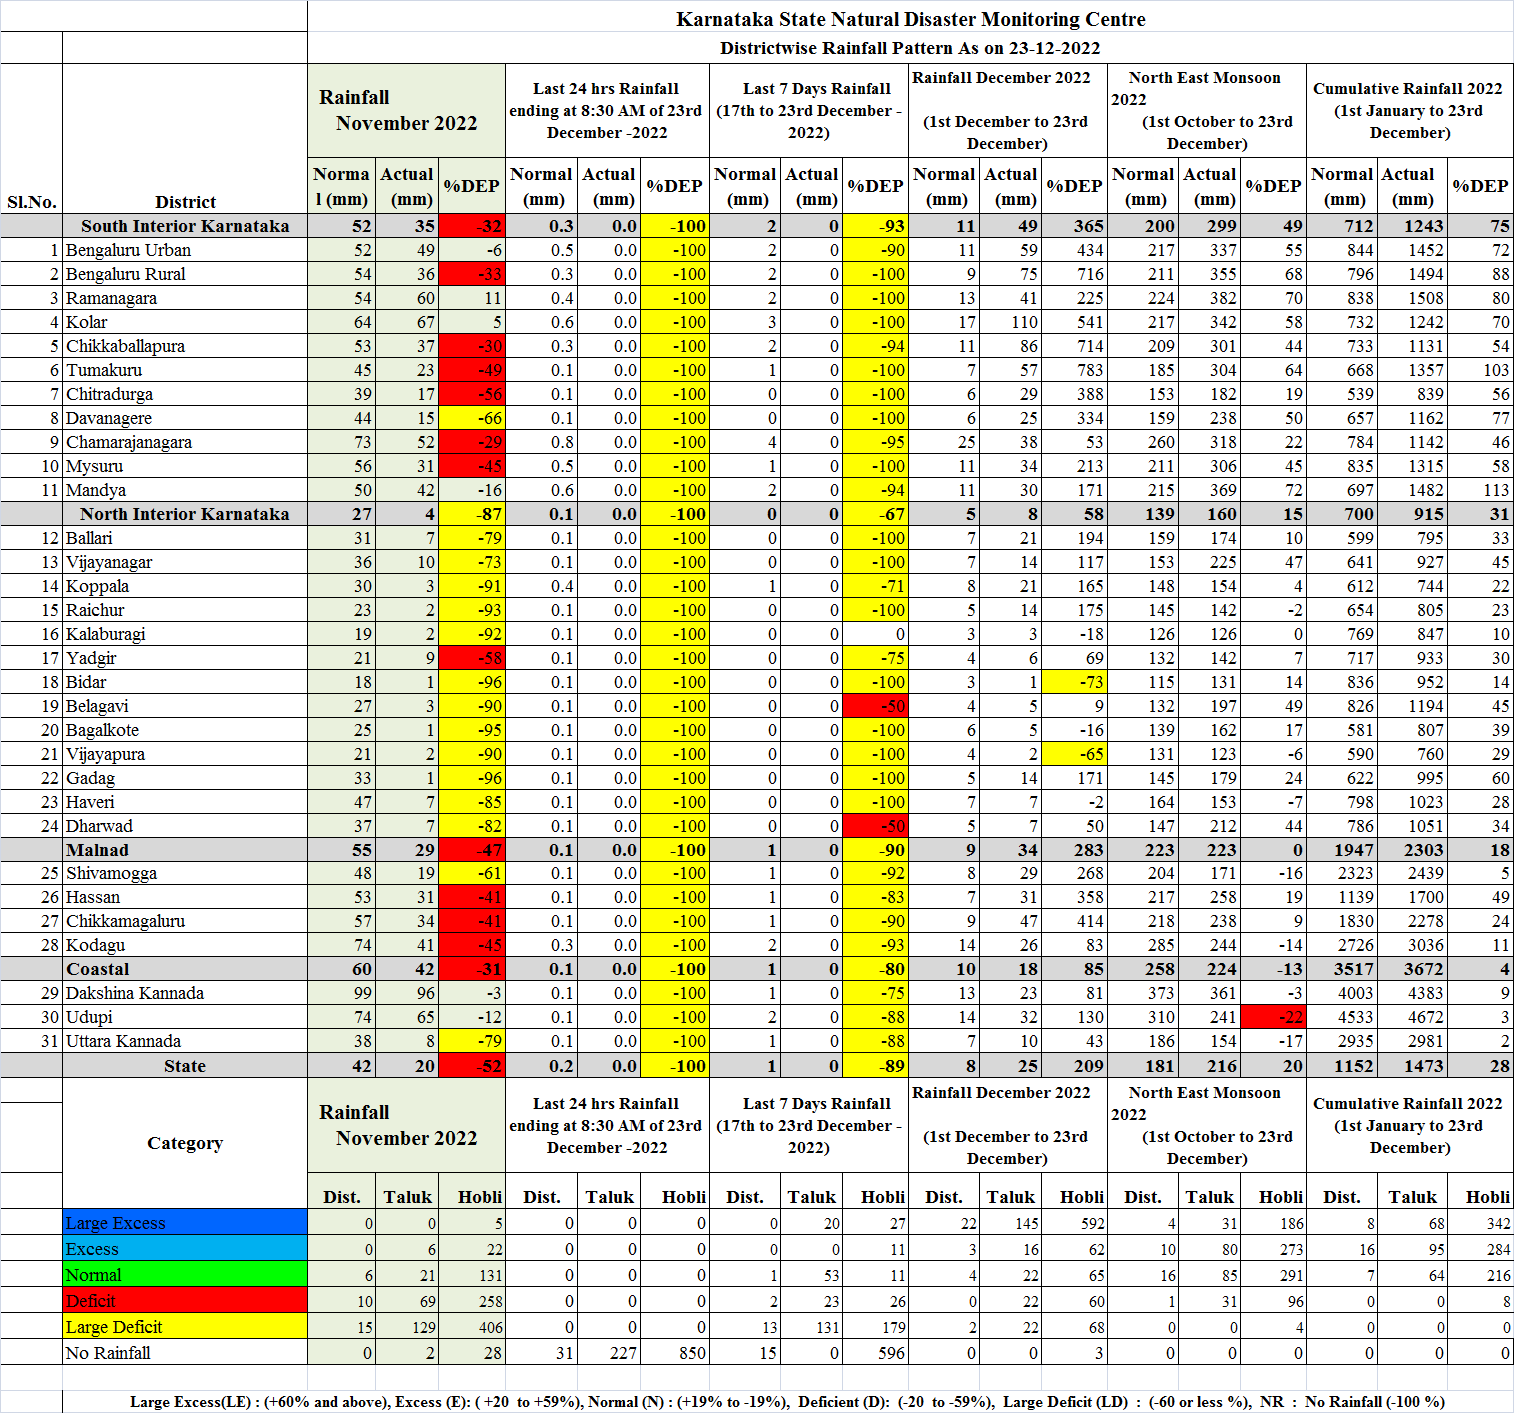 Karnataka State Natural Disaster Monitoring Centre
Districtwise Rainfall Pattern As on 23-12-2022
Sl.No. District Rainfall November 2022 Last 24 hrs Rainfall ending at 8:30 AM of 23rd December -2022 Last 7 Days Rainfall (17th to 23rd December - 2022) Rainfall December 2022 (1st December to 23rd December) North East Monsoon 2022 (1st October to 23rd December) Cumulative Rainfall 2022 (1st January to 23rd December)
Norma l (mm) Actual (mm) %DEP Normal (mm) Actual (mm) %DEP Normal (mm) Actual (mm) %DEP Normal (mm) Actual (mm) %DEP Normal (mm) Actual (mm) %DEP Normal (mm) Actual (mm) %DEP
South Interior Karnataka 52 35 -32 0.3 0.0 -100 2 0 -93 11 49 365 200 299 49 712 1243 75
1 Bengaluru Urban 52 49 -6 0.5 0.0 -100 2 0 -90 11 59 434 217 337 55 844 1452 72
2 Bengaluru Rural 54 36 -33 0.3 0.0 -100 2 0 -100 9 75 716 211 355 68 796 1494 88
3 Ramanagara 54 60 11 0.4 0.0 -100 2 0 -100 13 41 225 224 382 70 838 1508 80
4 Kolar 64 67 5 0.6 0.0 -100 3 0 -100 17 110 541 217 342 58 732 1242 70
5 Chikkaballapura 53 37 -30 0.3 0.0 -100 2 0 -94 11 86 714 209 301 44 733 1131 54
6 Tumakuru 45 23 -49 0.1 0.0 -100 1 0 -100 7 57 783 185 304 64 668 1357 103
7 Chitradurga 39 17 -56 0.1 0.0 -100 0 0 -100 6 29 388 153 182 19 539 839 56
8 Davanagere 44 15 -66 0.1 0.0 -100 0 0 -100 6 25 334 159 238 50 657 1162 77
9 Chamarajanagara 73 52 -29 0.8 0.0 -100 4 0 -95 25 38 53 260 318 22 784 1142 46
10 Mysuru 56 31 -45 0.5 0.0 -100 1 0 -100 11 34 213 211 306 45 835 1315 58
11 Mandya 50 42 -16 0.6 0.0 -100 2 0 -94 11 30 171 215 369 72 697 1482 113
North Interior Karnataka 27 4 -87 0.1 0.0 -100 0 0 -67 5 8 58 139 160 15 700 915 31
12 Ballari 31 7 -79 0.1 0.0 -100 0 0 -100 7 21 194 159 174 10 599 795 33
13 Vijayanagar 36 10 -73 0.1 0.0 -100 0 0 -100 7 14 117 153 225 47 641 927 45
14 Koppala 30 3 -91 0.4 0.0 -100 1 0 -71 8 21 165 148 154 4 612 744 22
15 Raichur 23 2 -93 0.1 0.0 -100 0 0 -100 5 14 175 145 142 -2 654 805 23
16 Kalaburagi 19 2 -92 0.1 0.0 -100 0 0 0 3 3 -18 126 126 0 769 847 10
17 Yadgir 21 9 -58 0.1 0.0 -100 0 0 -75 4 6 69 132 142 7 717 933 30
18 Bidar 18 1 -96 0.1 0.0 -100 0 0 -100 3 1 -73 115 131 14 836 952 14
19 Belagavi 27 3 -90 0.1 0.0 -100 0 0 -50 4 5 9 132 197 49 826 1194 45
20 Bagalkote 25 1 -95 0.1 0.0 -100 0 0 -100 6 5 -16 139 162 17 581 807 39
21 Vijayapura 21 2 -90 0.1 0.0 -100 0 0 -100 4 2 -65 131 123 -6 590 760 29
22 Gadag 33 1 -96 0.1 0.0 -100 0 0 -100 5 14 171 145 179 24 622 995 60
23 Haveri 47 7 -85 0.1 0.0 -100 0 0 -100 7 7 -2 164 153 -7 798 1023 28
24 Dharwad 37 7 -82 0.1 0.0 -100 0 0 -50 5 7 50 147 212 44 786 1051 34
Malnad 55 29 -47 0.1 0.0 -100 1 0 -90 9 34 283 223 223 0 1947 2303 18
25 Shivamogga 48 19 -61 0.1 0.0 -100 1 0 -92 8 29 268 204 171 -16 2323 2439 5
26 Hassan 53 31 -41 0.1 0.0 -100 1 0 -83 7 31 358 217 258 19 1139 1700 49
27 Chikkamagaluru 57 34 -41 0.1 0.0 -100 1 0 -90 9 47 414 218 238 9 1830 2278 24
28 Kodagu 74 41 -45 0.3 0.0 -100 2 0 -93 14 26 83 285 244 -14 2726 3036 11
Coastal 60 42 -31 0.1 0.0 -100 1 0 -80 10 18 85 258 224 -13 3517 3672 4
29 Dakshina Kannada 99 96 -3 0.1 0.0 -100 1 0 -75 13 23 81 373 361 -3 4003 4383 9
30 Udupi 74 65 -12 0.1 0.0 -100 2 0 -88 14 32 130 310 241 -22 4533 4672 3
31 Uttara Kannada 38 8 -79 0.1 0.0 -100 1 0 -88 7 10 43 186 154 -17 2935 2981 2
State 42 20 -52 0.2 0.0 -100 1 0 -89 8 25 209 181 216 20 1152 1473 28
Category Rainfall November 2022 Last 24 hrs Rainfall ending at 8:30 AM of 23rd December -2022 Last 7 Days Rainfall (17th to 23rd December - 2022) Rainfall December 2022 (1st December to 23rd December) North East Monsoon 2022 (1st October to 23rd December) Cumulative Rainfall 2022 (1st January to 23rd December)
Dist. Taluk Hobli Dist. Taluk Hobli Dist. Taluk Hobli Dist. Taluk Hobli Dist. Taluk Hobli Dist. Taluk Hobli
Large Excess 0 0 5 0 0 0 0 20 27 22 145 592 4 31 186 8 68 342
Excess 0 6 22 0 0 0 0 0 11 3 16 62 10 80 273 16 95 284
Normal 6 21 131 0 0 0 1 53 11 4 22 65 16 85 291 7 64 216
Deficit 10 69 258 0 0 0 2 23 26 0 22 60 1 31 96 0 0 8
Large Deficit 15 129 406 0 0 0 13 131 179 2 22 68 0 0 4 0 0 0
No Rainfall 0 2 28 31 227 850 15 0 596 0 0 3 0 0 0 0 0 0
Large Excess(LE) : (+60% and above), Excess (E): ( +20 to +59%), Normal (N) : (+19% to -19%), Deficient (D): (-20 to -59%), Large Deficit (LD) : (-60 or less %), NR : No Rainfall (-100 %)